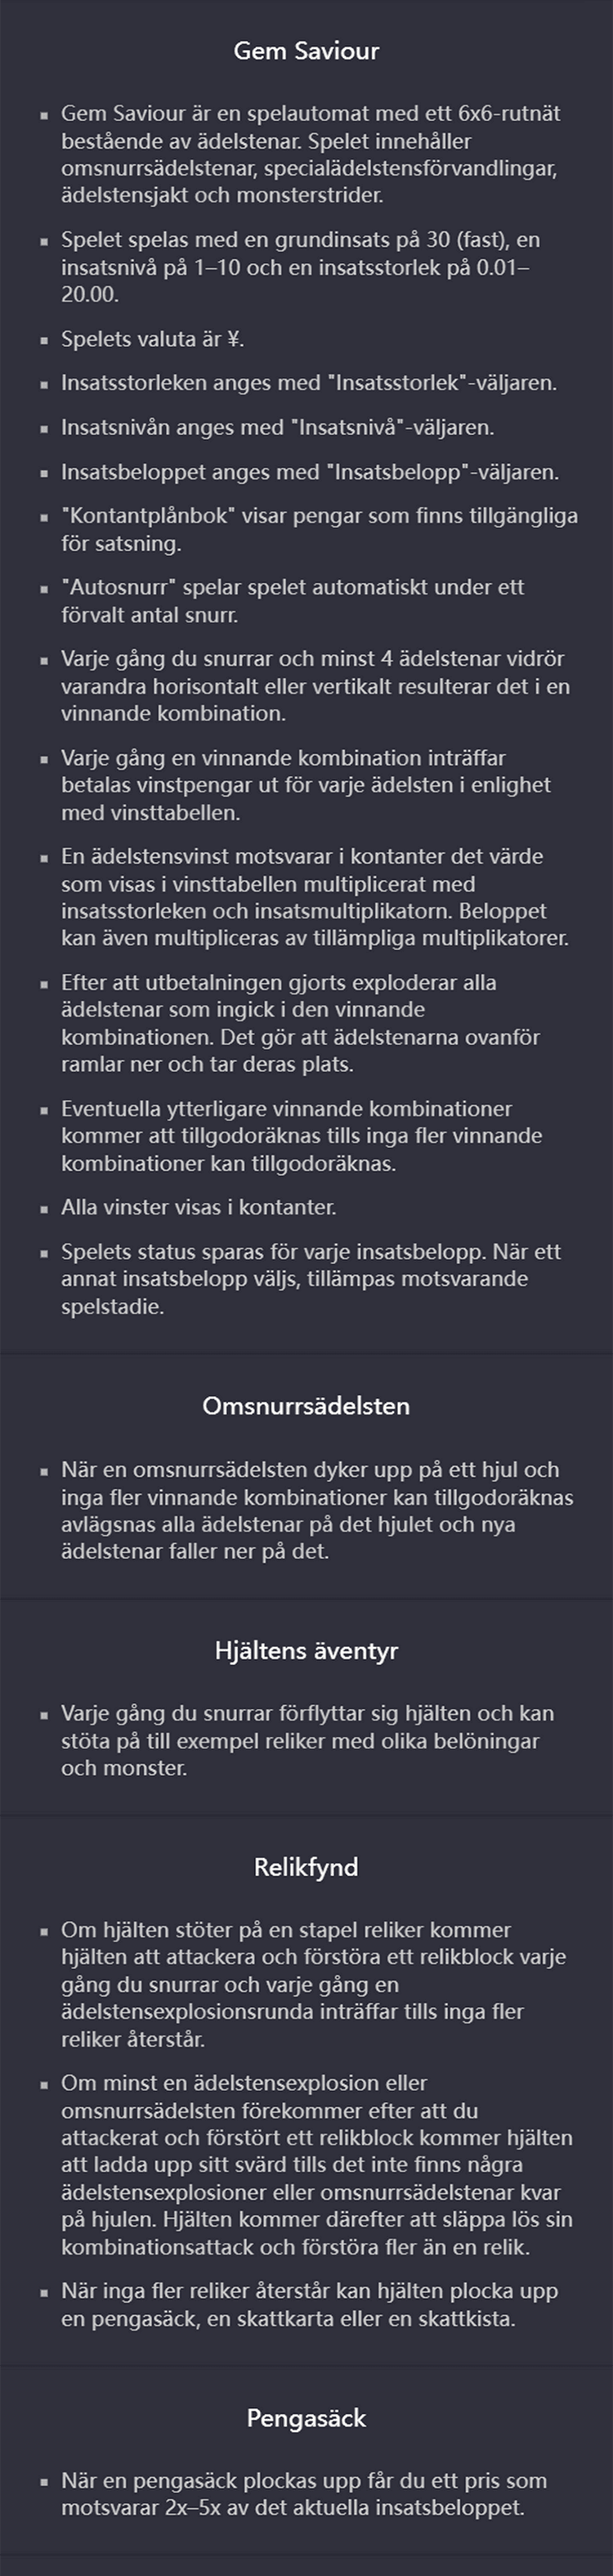 Gem Saviour
▪ Gem Saviour är en spelautomat med ett 6x6-rutnät
bestående av ädelstenar. Spelet innehåller
omsnurrsädelstenar, specialädelstensförvandlingar,
ädelstensjakt och monsterstrider.
▪ Spelet spelas med en grundinsats på 30 (fast), en
insatsnivå på 1–10 och en insatsstorlek på 0.01–
20.00.
▪ Spelets valuta är ¥.
▪ Insatsstorleken anges med "Insatsstorlek"-väljaren.
▪ Insatsnivån anges med "Insatsnivå"-väljaren.
▪ Insatsbeloppet anges med "Insatsbelopp"-väljaren.
▪ "Kontantplånbok" visar pengar som finns tillgängliga
för satsning.
▪ "Autosnurr" spelar spelet automatiskt under ett
förvalt antal snurr.
▪ Varje gång du snurrar och minst 4 ädelstenar vidrör
varandra horisontalt eller vertikalt resulterar det i en
vinnande kombination.
▪ Varje gång en vinnande kombination inträffar
betalas vinstpengar ut för varje ädelsten i enlighet
med vinsttabellen.
▪ En ädelstensvinst motsvarar i kontanter det värde
som visas i vinsttabellen multiplicerat med
insatsstorleken och insatsmultiplikatorn. Beloppet
kan även multipliceras av tillämpliga multiplikatorer.
▪ Efter att utbetalningen gjorts exploderar alla
ädelstenar som ingick i den vinnande
kombinationen. Det gör att ädelstenarna ovanför
ramlar ner och tar deras plats.
▪ Eventuella ytterligare vinnande kombinationer
kommer att tillgodoräknas tills inga fler vinnande
kombinationer kan tillgodoräknas.
▪ Alla vinster visas i kontanter.
▪ Spelets status sparas för varje insatsbelopp. När ett
annat insatsbelopp väljs, tillämpas motsvarande
spelstadie.
Omsnurrsädelsten
▪ När en omsnurrsädelsten dyker upp på ett hjul och
inga fler vinnande kombinationer kan tillgodoräknas
avlägsnas alla ädelstenar på det hjulet och nya
ädelstenar faller ner på det.
Hjältens äventyr
▪ Varje gång du snurrar förflyttar sig hjälten och kan
stöta på till exempel reliker med olika belöningar
och monster.
Relikfynd
▪ Om hjälten stöter på en stapel reliker kommer
hjälten att attackera och förstöra ett relikblock varje
gång du snurrar och varje gång en
ädelstensexplosionsrunda inträffar tills inga fler
reliker återstår.
▪ Om minst en ädelstensexplosion eller
omsnurrsädelsten förekommer efter att du
attackerat och förstört ett relikblock kommer hjälten
att ladda upp sitt svärd tills det inte finns några
ädelstensexplosioner eller omsnurrsädelstenar kvar
på hjulen. Hjälten kommer därefter att släppa lös sin
kombinationsattack och förstöra fler än en relik.
▪ När inga fler reliker återstår kan hjälten plocka upp
en pengasäck, en skattkarta eller en skattkista.
Pengasäck
▪ När en pengasäck plockas upp får du ett pris som
motsvarar 2x–5x av det aktuella insatsbeloppet.